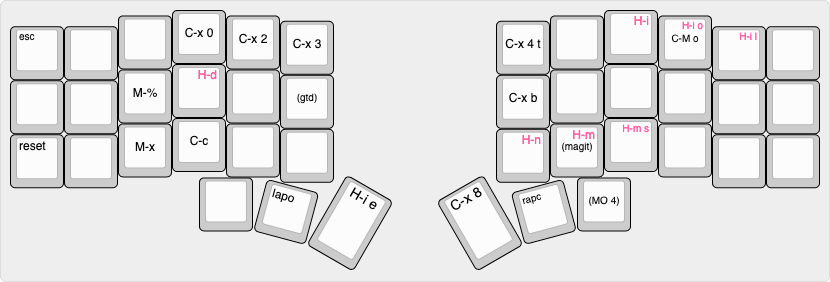 esc
C-x 0
C-x 2
C-x 3
C-x 4 t
H-i
H-i o
C-M o
H-i l
M-%
H-d
(gtd)
C-x b
reset
M-x
C-c
H-n
H-m
(magit)
H-m s
lapo
H-i e
C-x 8
rapc
(MO 4)